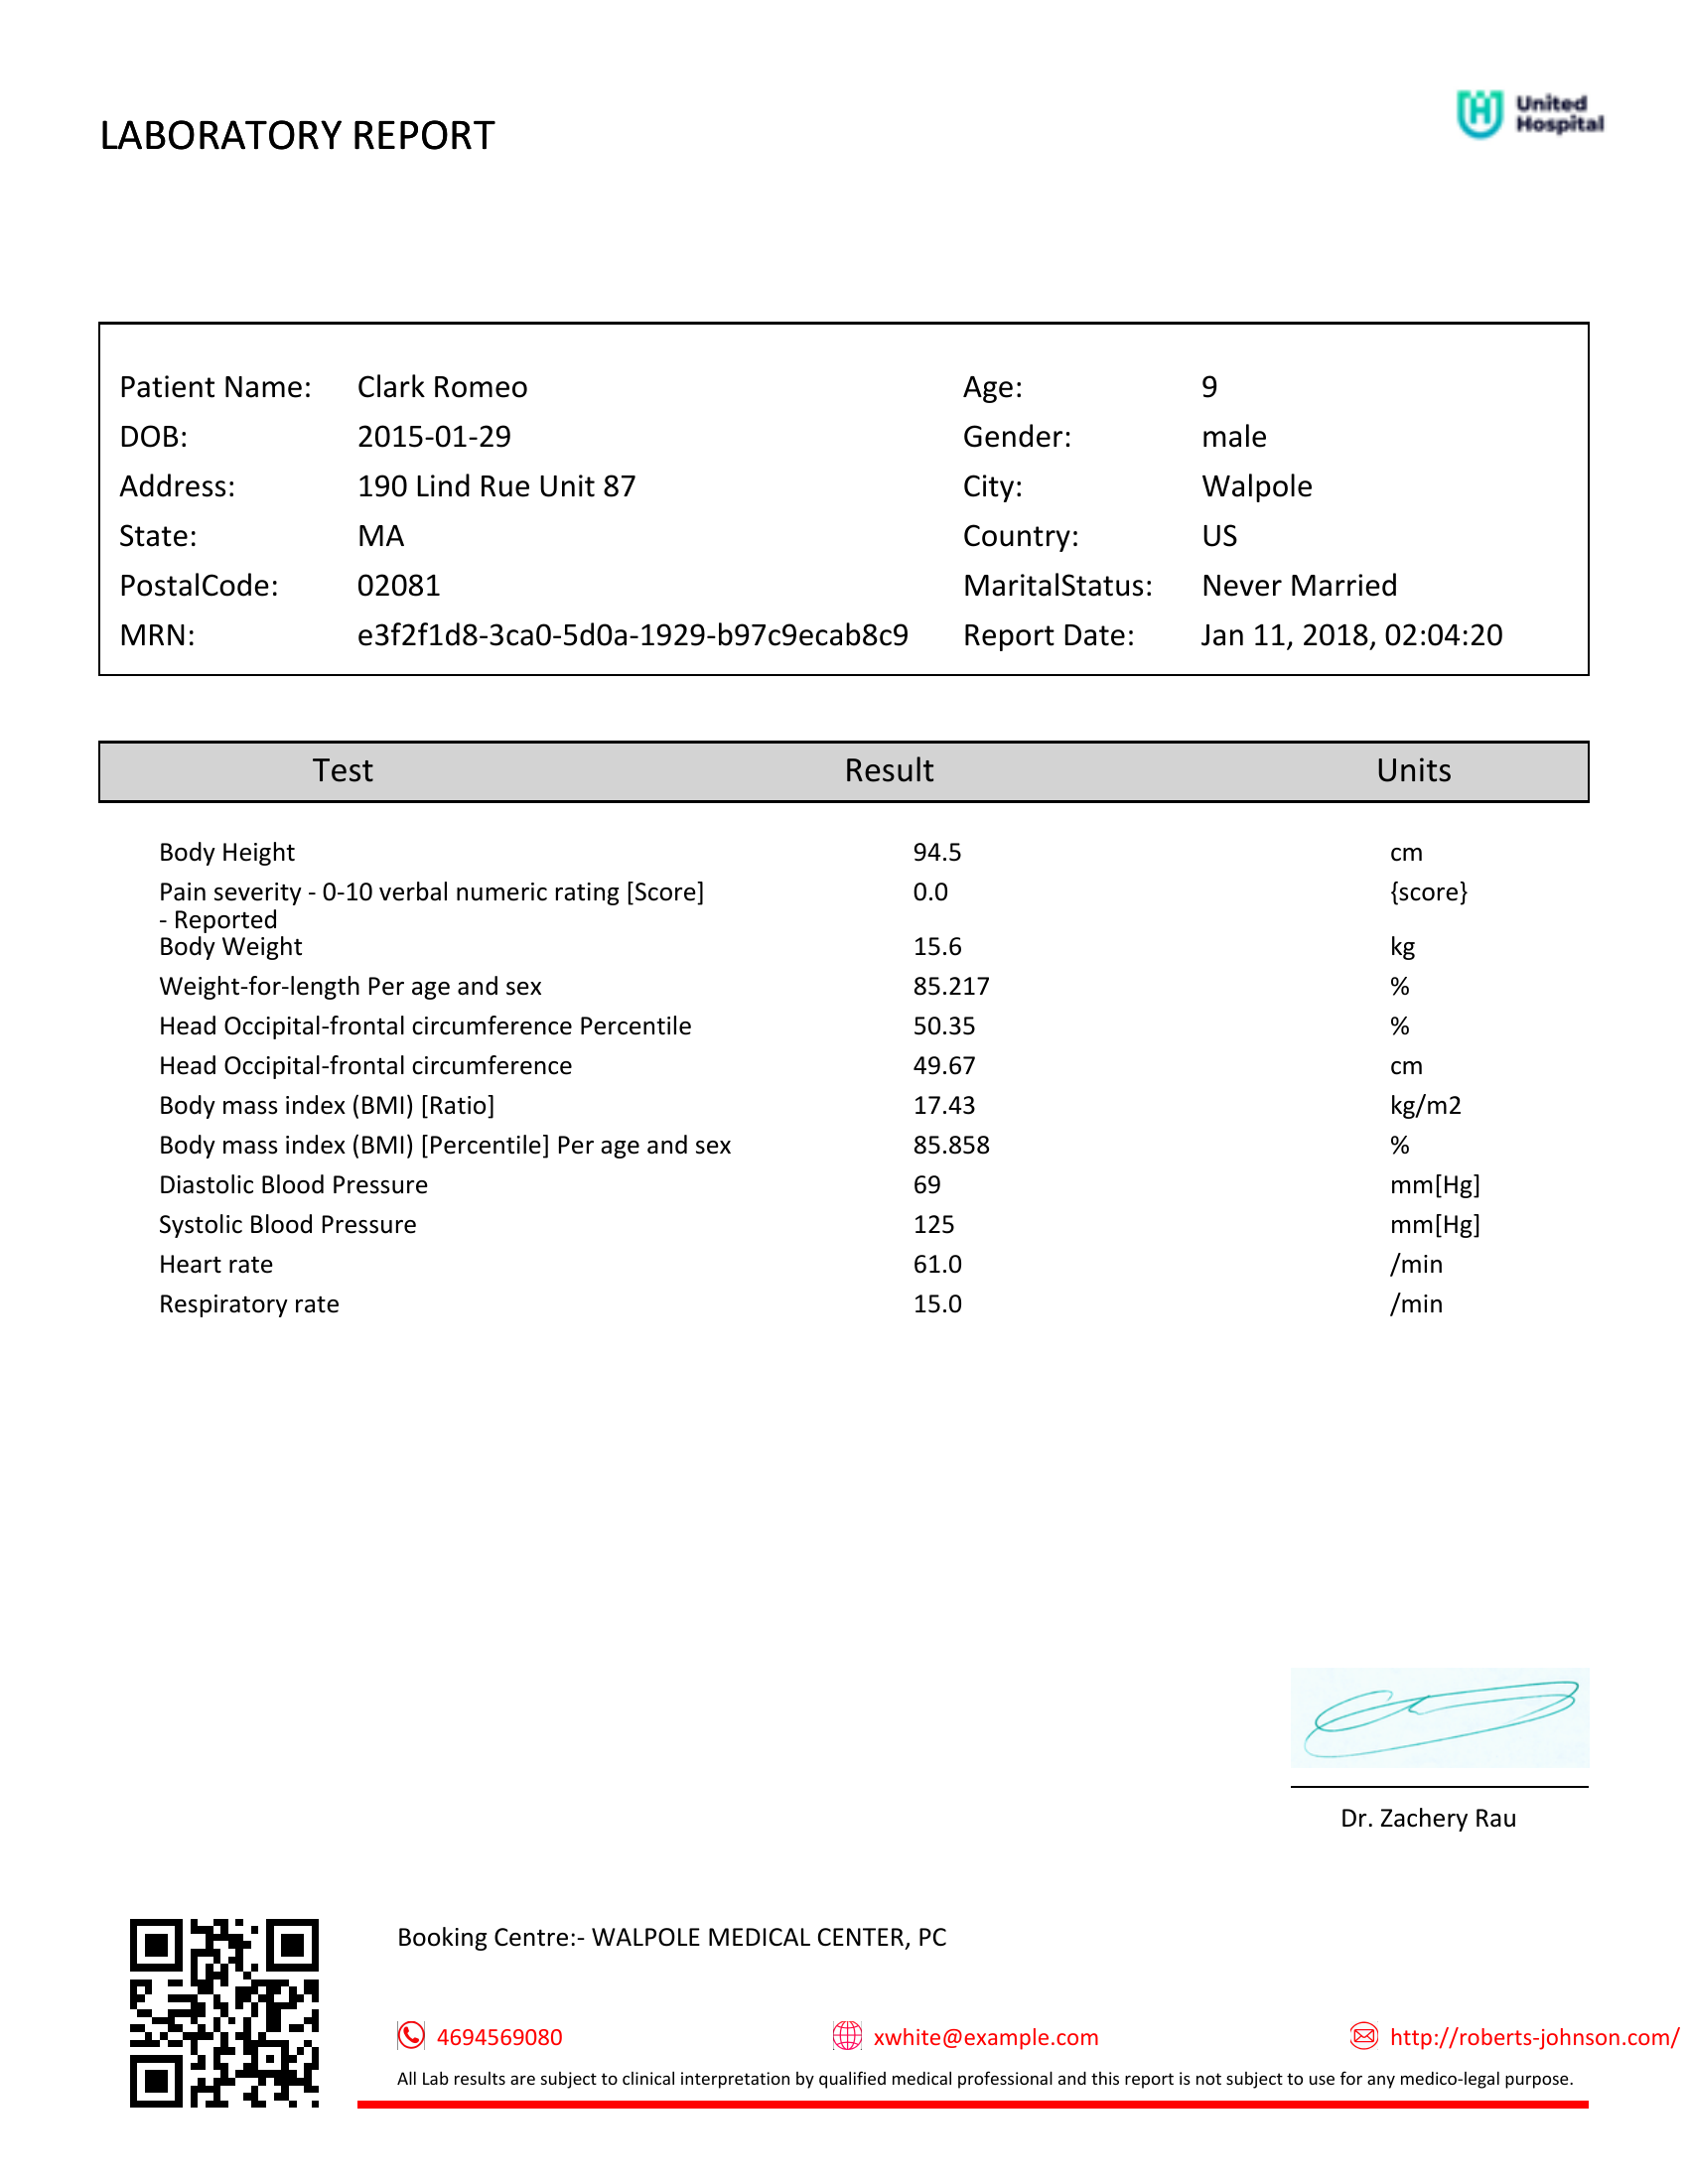 United
Hospital
LABORATORY REPORT
Patient Name: Clark Romeo Age: 9
DOB: 2015-01-29 Gender: male
Address: 190 Lind Rue Unit 87 City: Walpole
State: MA Country: US
PostalCode: 02081 MaritalStatus: Never Married
MRN: e3f2f1d8-3ca0-5d0a-1929-b97c9ecab8c9 Report Date: Jan 11, 2018, 02:04:20
Test Result Units
Body Height 94.5 cm
Pain severity - 0-10 verbal numeric rating [Score] 0.0 {score}
- Reported
Body Weight 15.6 kg
Weight-for-length Per age and sex 85.217 %
Head Occipital-frontal circumference Percentile 50.35 %
Head Occipital-frontal circumference 49.67 cm
Body mass index (BMI) [Ratio] 17.43 kg/m2
Body mass index (BMI) [Percentile] Per age and sex 85.858 %
Diastolic Blood Pressure 69 mm[Hg]
Systolic Blood Pressure 125 mm[Hg]
Heart rate 61.0 /min
Respiratory rate 15.0 /min
Dr. Zachery Rau
Booking Centre:- WALPOLE MEDICAL CENTER, PC
4694569080 xwhite@example.com http://roberts-johnson.com/
All Lab results are subject to clinical interpretation by qualified medical professional and this report is not subject to use for any medico-legal purpose.